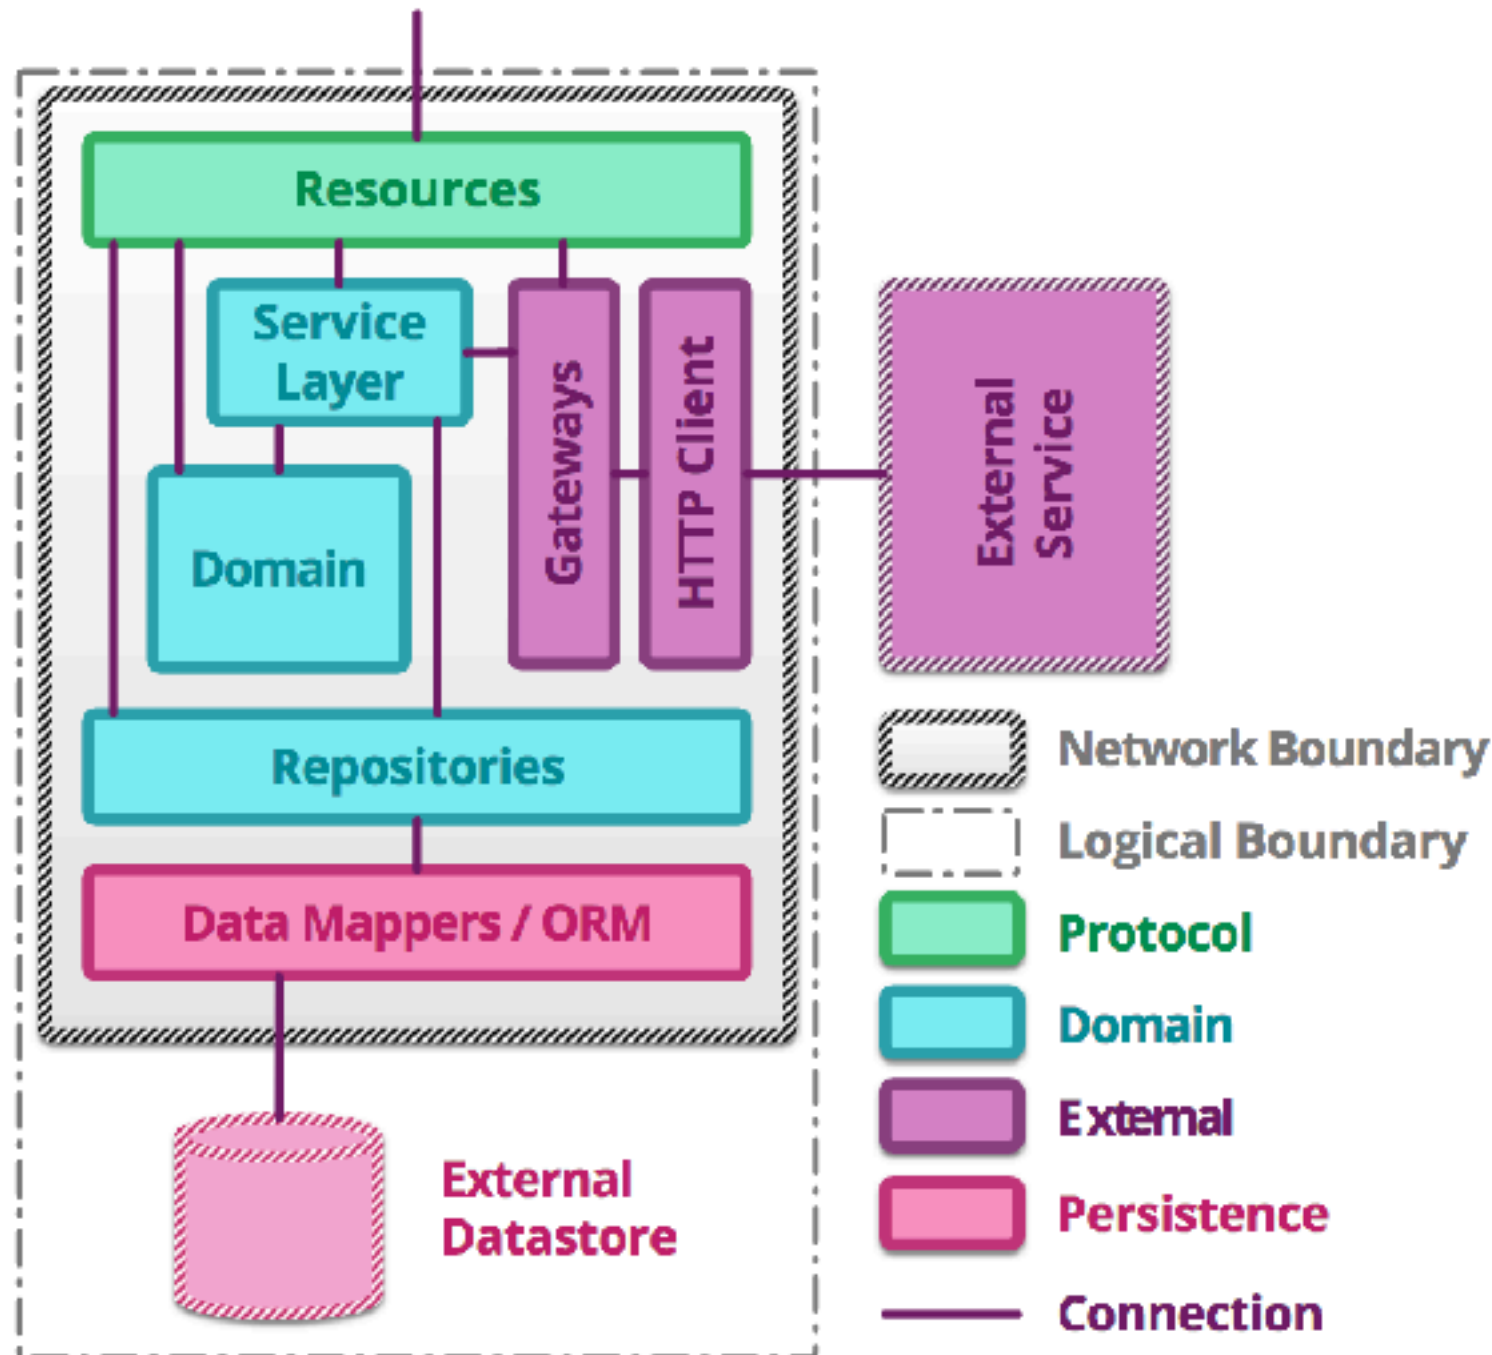 Resources
Service
Layer
Gateways
HTTP Client
External
Service
Domain
Repositories
Data Mappers / ORM
External
Datastore
Network Boundary
Logical Boundary
Protocol
Domain
External
Persistence
Connection